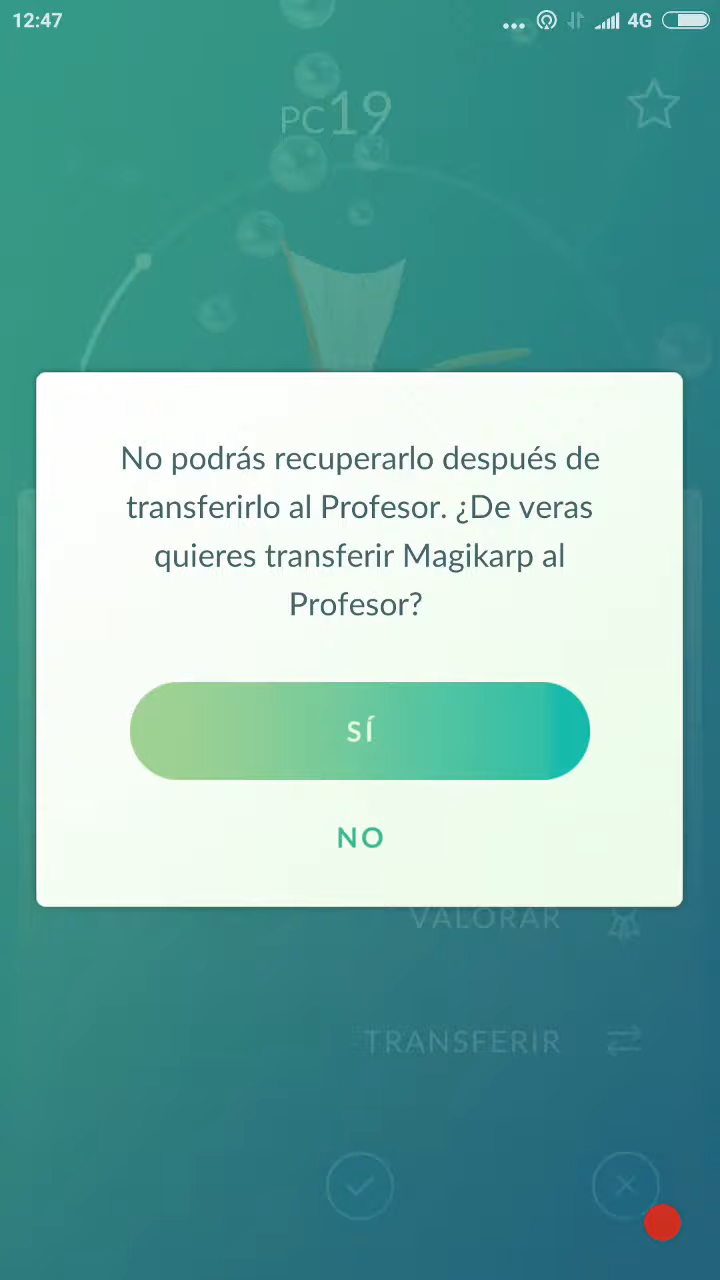 12:47
4G
PC19
No podrás recuperarlo después de
transferirlo al Profesor. ¿De veras
quieres transferir Magikarp al
Profesor?
SÍ
NO
VALORAR
TRANSFERIR